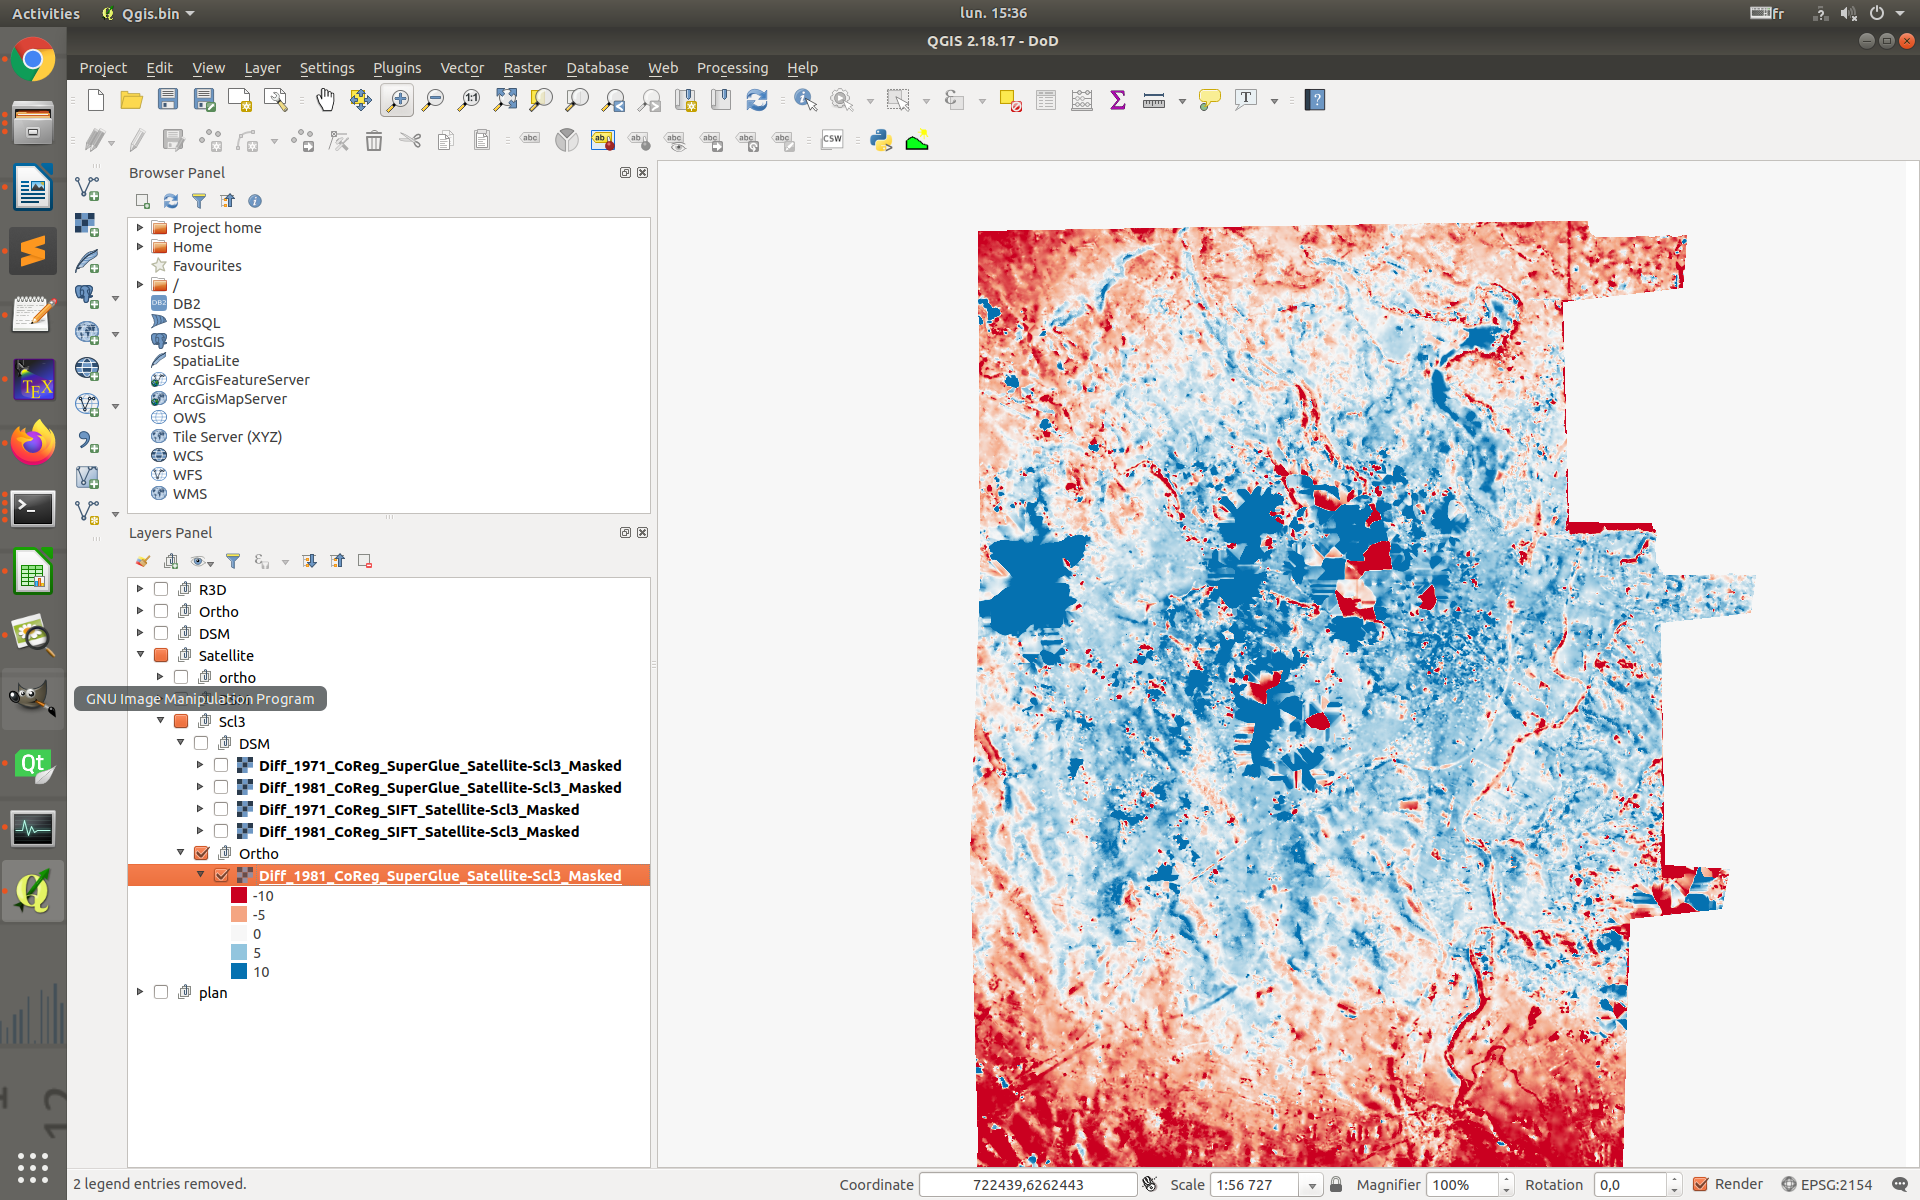 Activities Qgis.bin lun. 15:36 fr
QGIS 2.18.17 - DoD
Project Edit View Layer Settings Plugins Vector Raster Database Web Processing Help
Browser Panel
Project home
Home
Favourites
/
DB2
MSSQL
PostGIS
SpatiaLite
ArcGisFeatureServer
ArcGisMapServer
OWS
Tile Server (XYZ)
WCS
WFS
WMS
Layers Panel
R3D
Ortho
DSM
Satellite
ortho
GNU Image Manipulation Program
Scl3
DSM
Diff_1971_CoReg_SuperGlue_Satellite-Scl3_Masked
Diff_1981_CoReg_SuperGlue_Satellite-Scl3_Masked
Diff_1971_CoReg_SIFT_Satellite-Scl3_Masked
Diff_1981_CoReg_SIFT_Satellite-Scl3_Masked
Ortho
Diff_1981_CoReg_SuperGlue_Satellite-Scl3_Masked
-10
-5
0
5
10
plan
2 legend entries removed. Coordinate 722439,6262443 Scale 1:56 727 Magnifier 100% Rotation 0,0 Render EPSG:2154